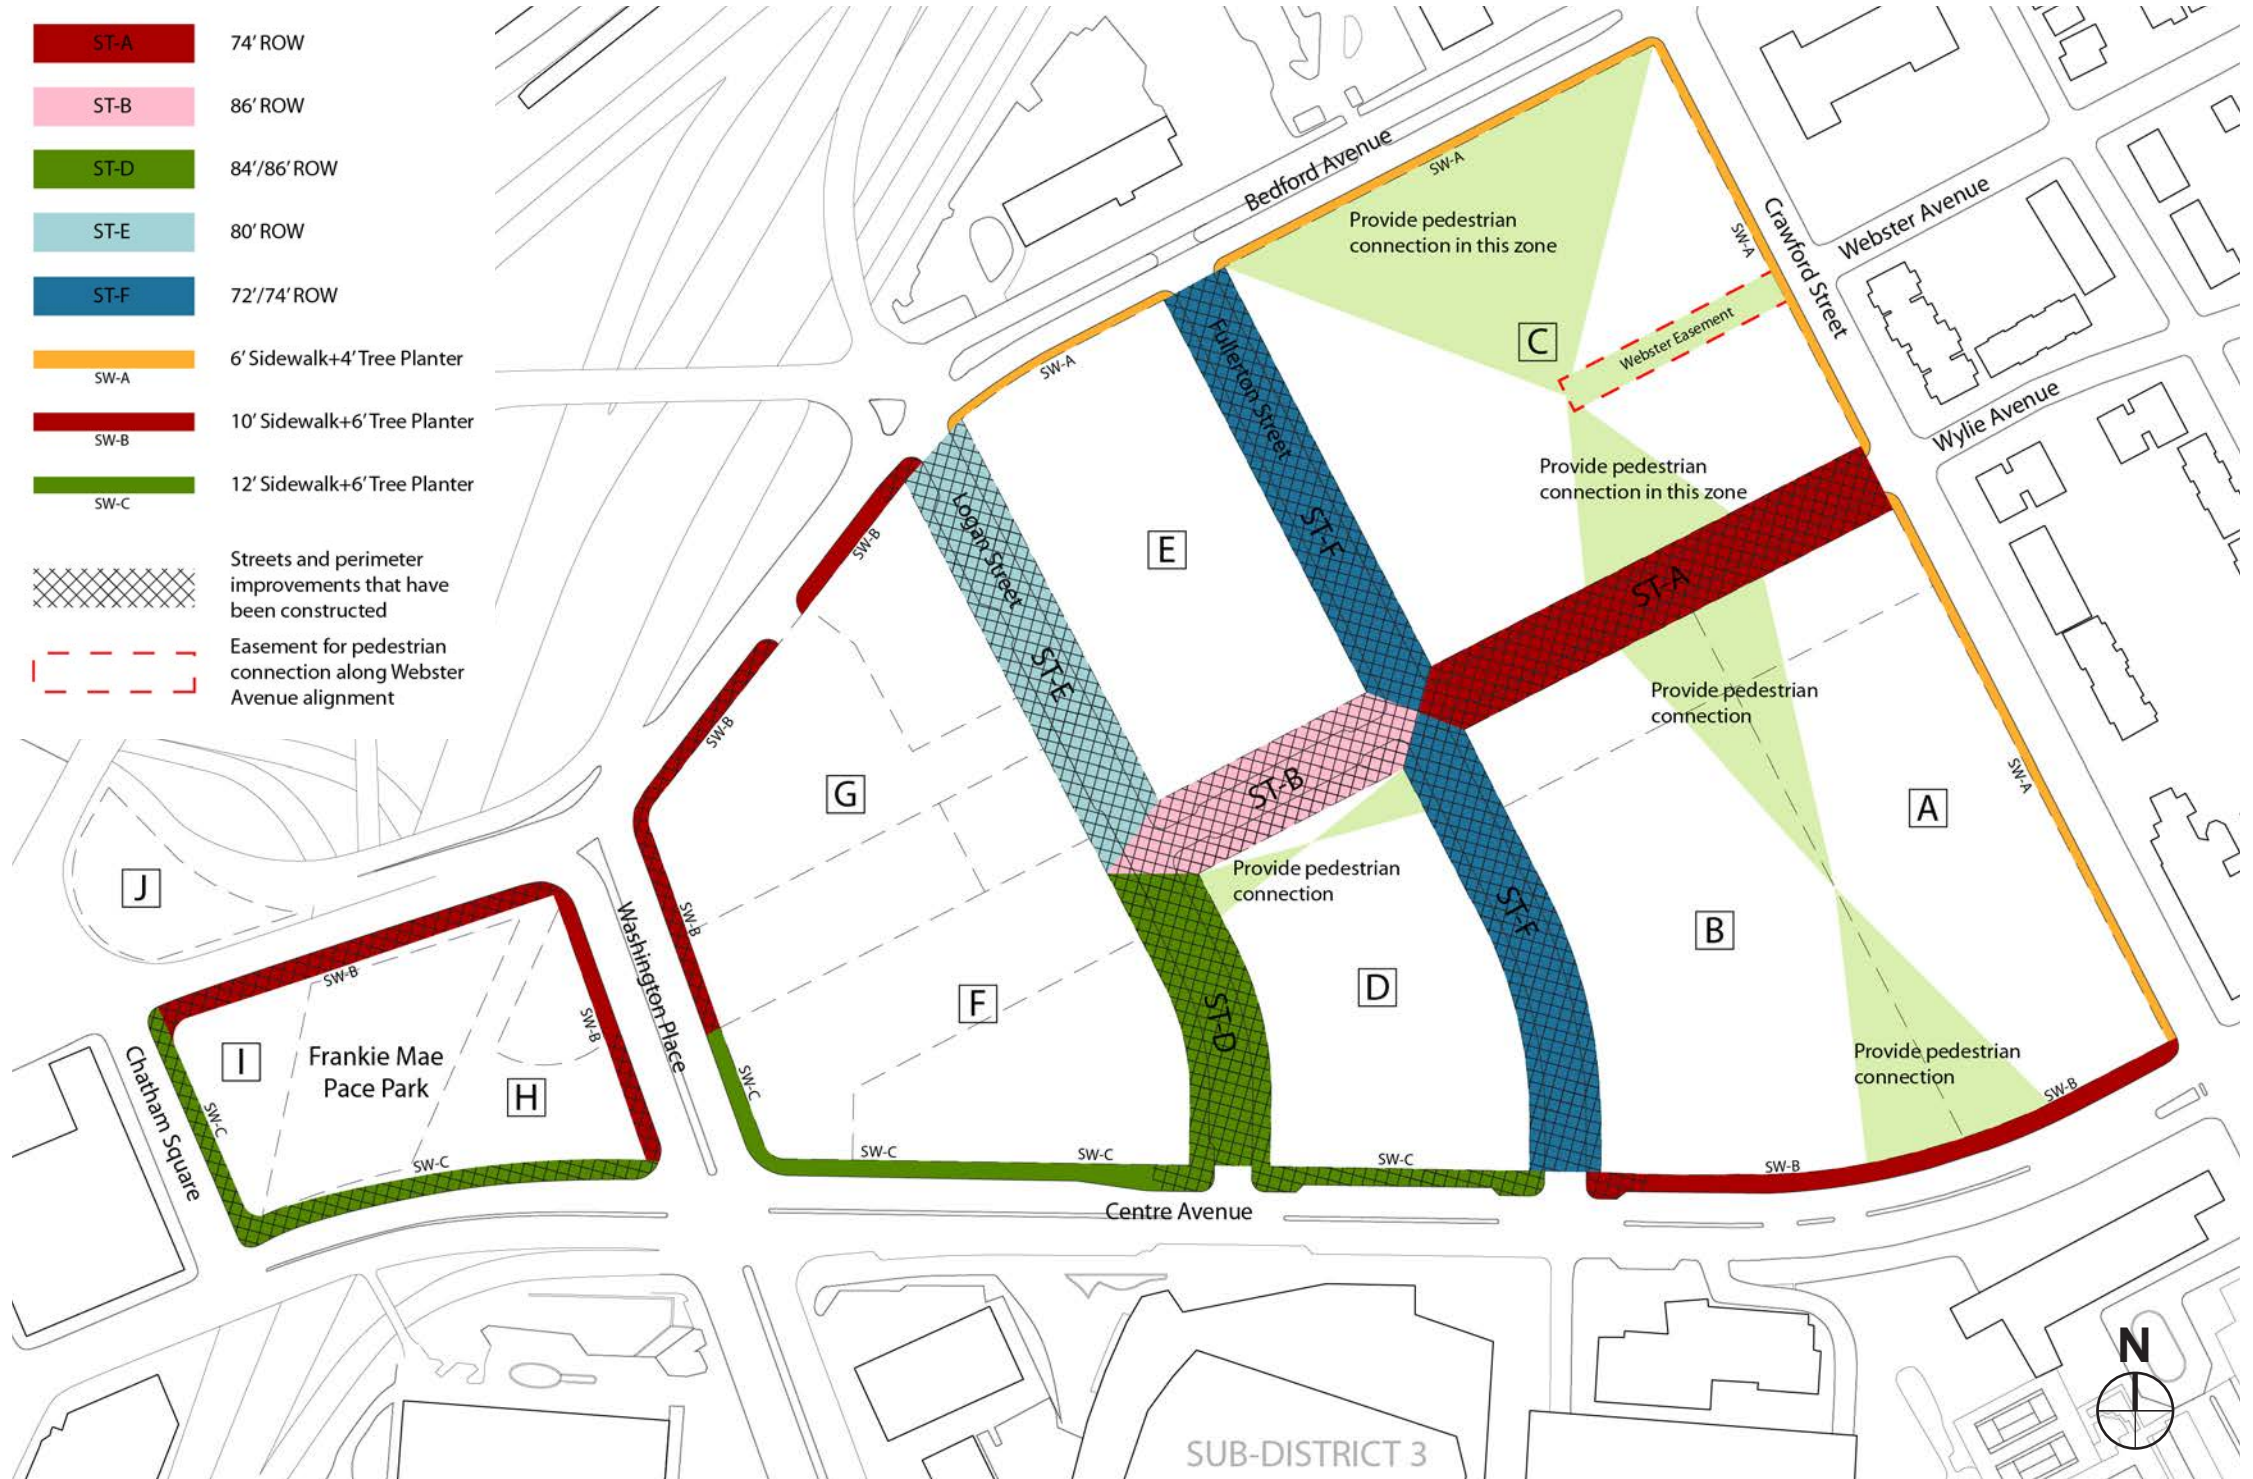 ST-A 74' ROW
ST-B 86' ROW
ST-D 84'/86' ROW
ST-E 80' ROW
ST-F 72'/74' ROW
6' Sidewalk+4' Tree Planter
SW-A
10' Sidewalk+6' Tree Planter
SW-B
12' Sidewalk+6' Tree Planter
SW-C
Streets and perimeter
improvements that have
been constructed
Easement for pedestrian
connection along Webster
Avenue alignment
Bedford Avenue
SW-A
Provide pedestrian
connection in this zone
Crawford Street
SW-A
Webster Avenue
C
Webster Easement
Wylie Avenue
SW-A
Fullerton Street
ST-F
Provide pedestrian
connection in this zone
SW-B
Logan Street
E
ST-A
ST-E
Provide pedestrian
connection
SW-B
G
ST-B
A
SW-A
Provide pedestrian
connection
J
SW-B
Washington Place
ST-F
B
SW-B
D
F
ST-D
SW-B
Chatham Square
I
Frankie Mae
Pace Park
H
SW-C
SW-C
Provide pedestrian
connection
SW-B
SW-C
SW-C
SW-C
SW-C
SW-B
Centre Avenue
N
SUB-DISTRICT 3